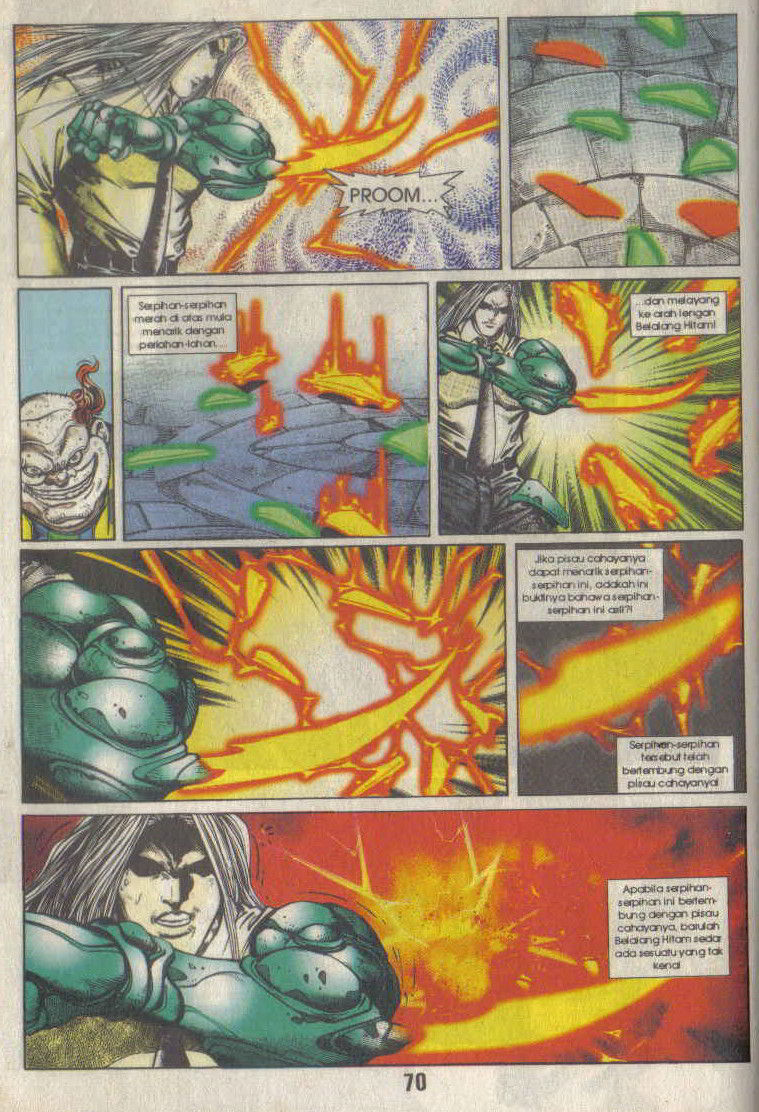 PROOM...
Serpihan-serpihan
merah di atas mula
menarik dengan
perlahan-lahan....
...dan melayang
ke arah lengan
Belalang Hitam!
Jika pisau cahayanya
dapat menarik serpihan-
serpihan ini, adakah ini
buktinya bahawa serpihan-
serpihan ini asli?!
Serpihan-serpihan
tersebut telah
bertembung dengan
pisau cahayanya!
Apabila serpihan-
serpihan ini bertem-
bung dengan pisau
cahayanya, barulah
Belalang Hitam sedar
ada sesuatu yang tak
kena!
70